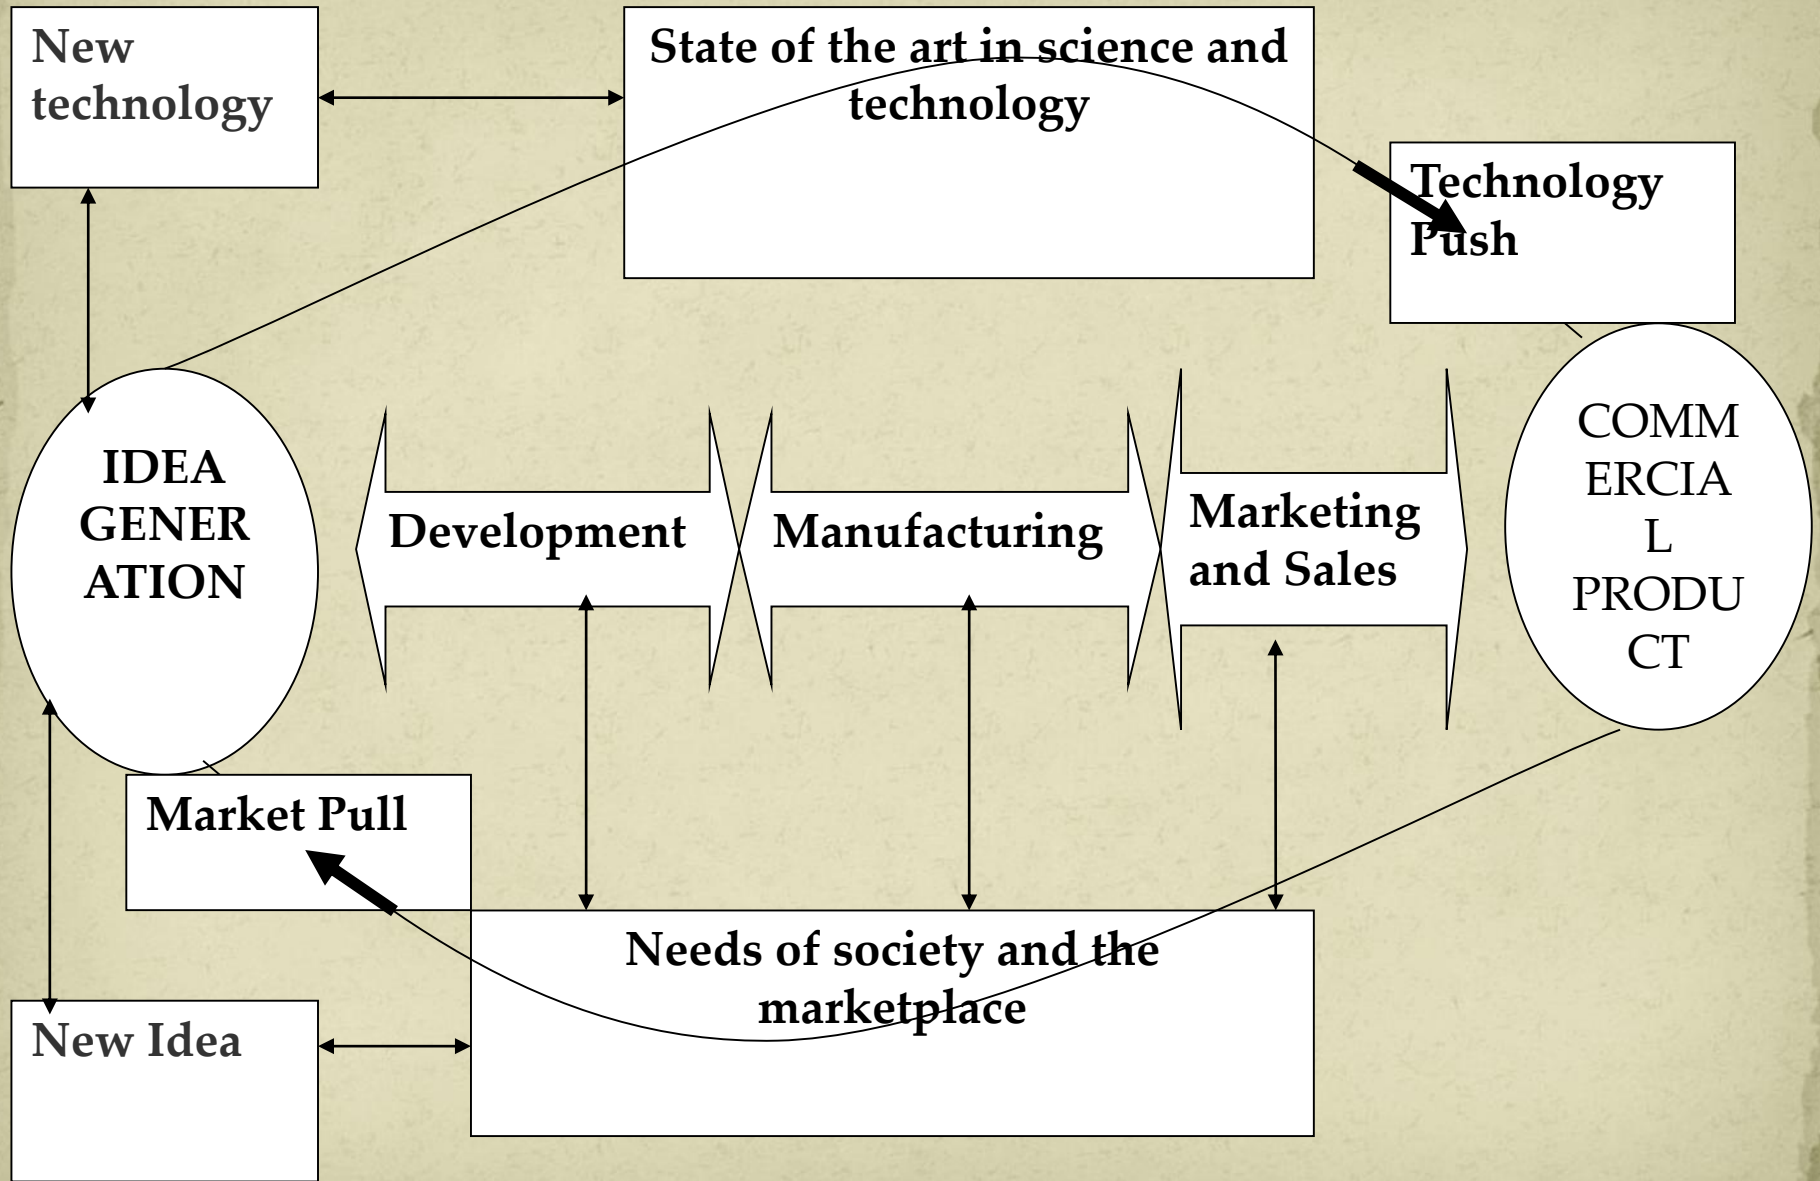 New
technology
State of the art in science and
technology
Technology
Push
IDEA
GENER
ATION
Development
Manufacturing
Marketing
and Sales
COMM
ERCIA
L
PRODU
CT
Market Pull
Needs of society and the
marketplace
New Idea